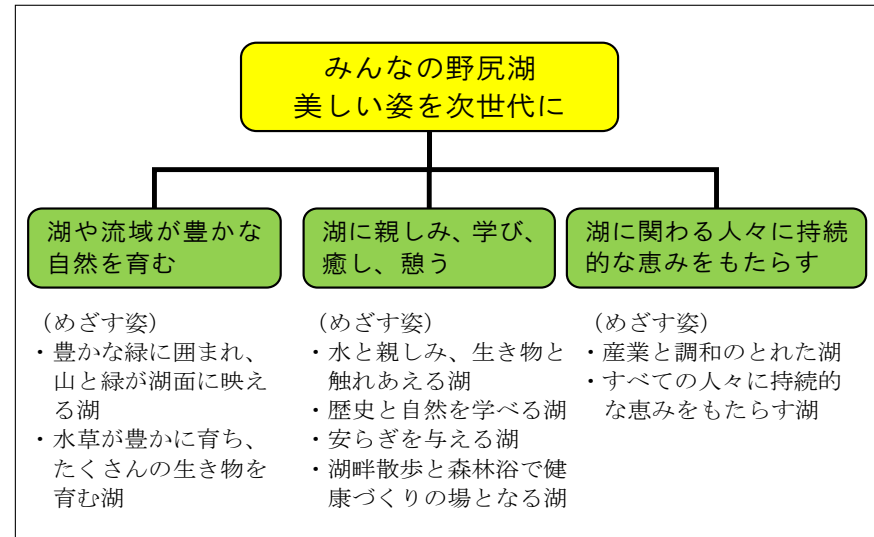 みんなの野尻湖
美しい姿を次世代に
湖や流域が豊かな
自然を育む
（めざす姿）
・豊かな緑に囲まれ、
山と緑が湖面に映え
る湖
・水草が豊かに育ち、
たくさんの生き物を
育む湖
湖に親しみ、学び、
癒し、憩う
（めざす姿）
・水と親しみ、生き物と
触れあえる湖
・歴史と自然を学べる湖
・安らぎを与える湖
・湖畔散歩と森林浴で健
康づくりの場となる湖
湖に関わる人々に持続
的な恵みをもたらす
（めざす姿）
・産業と調和のとれた湖
・すべての人々に持続的
な恵みをもたらす湖